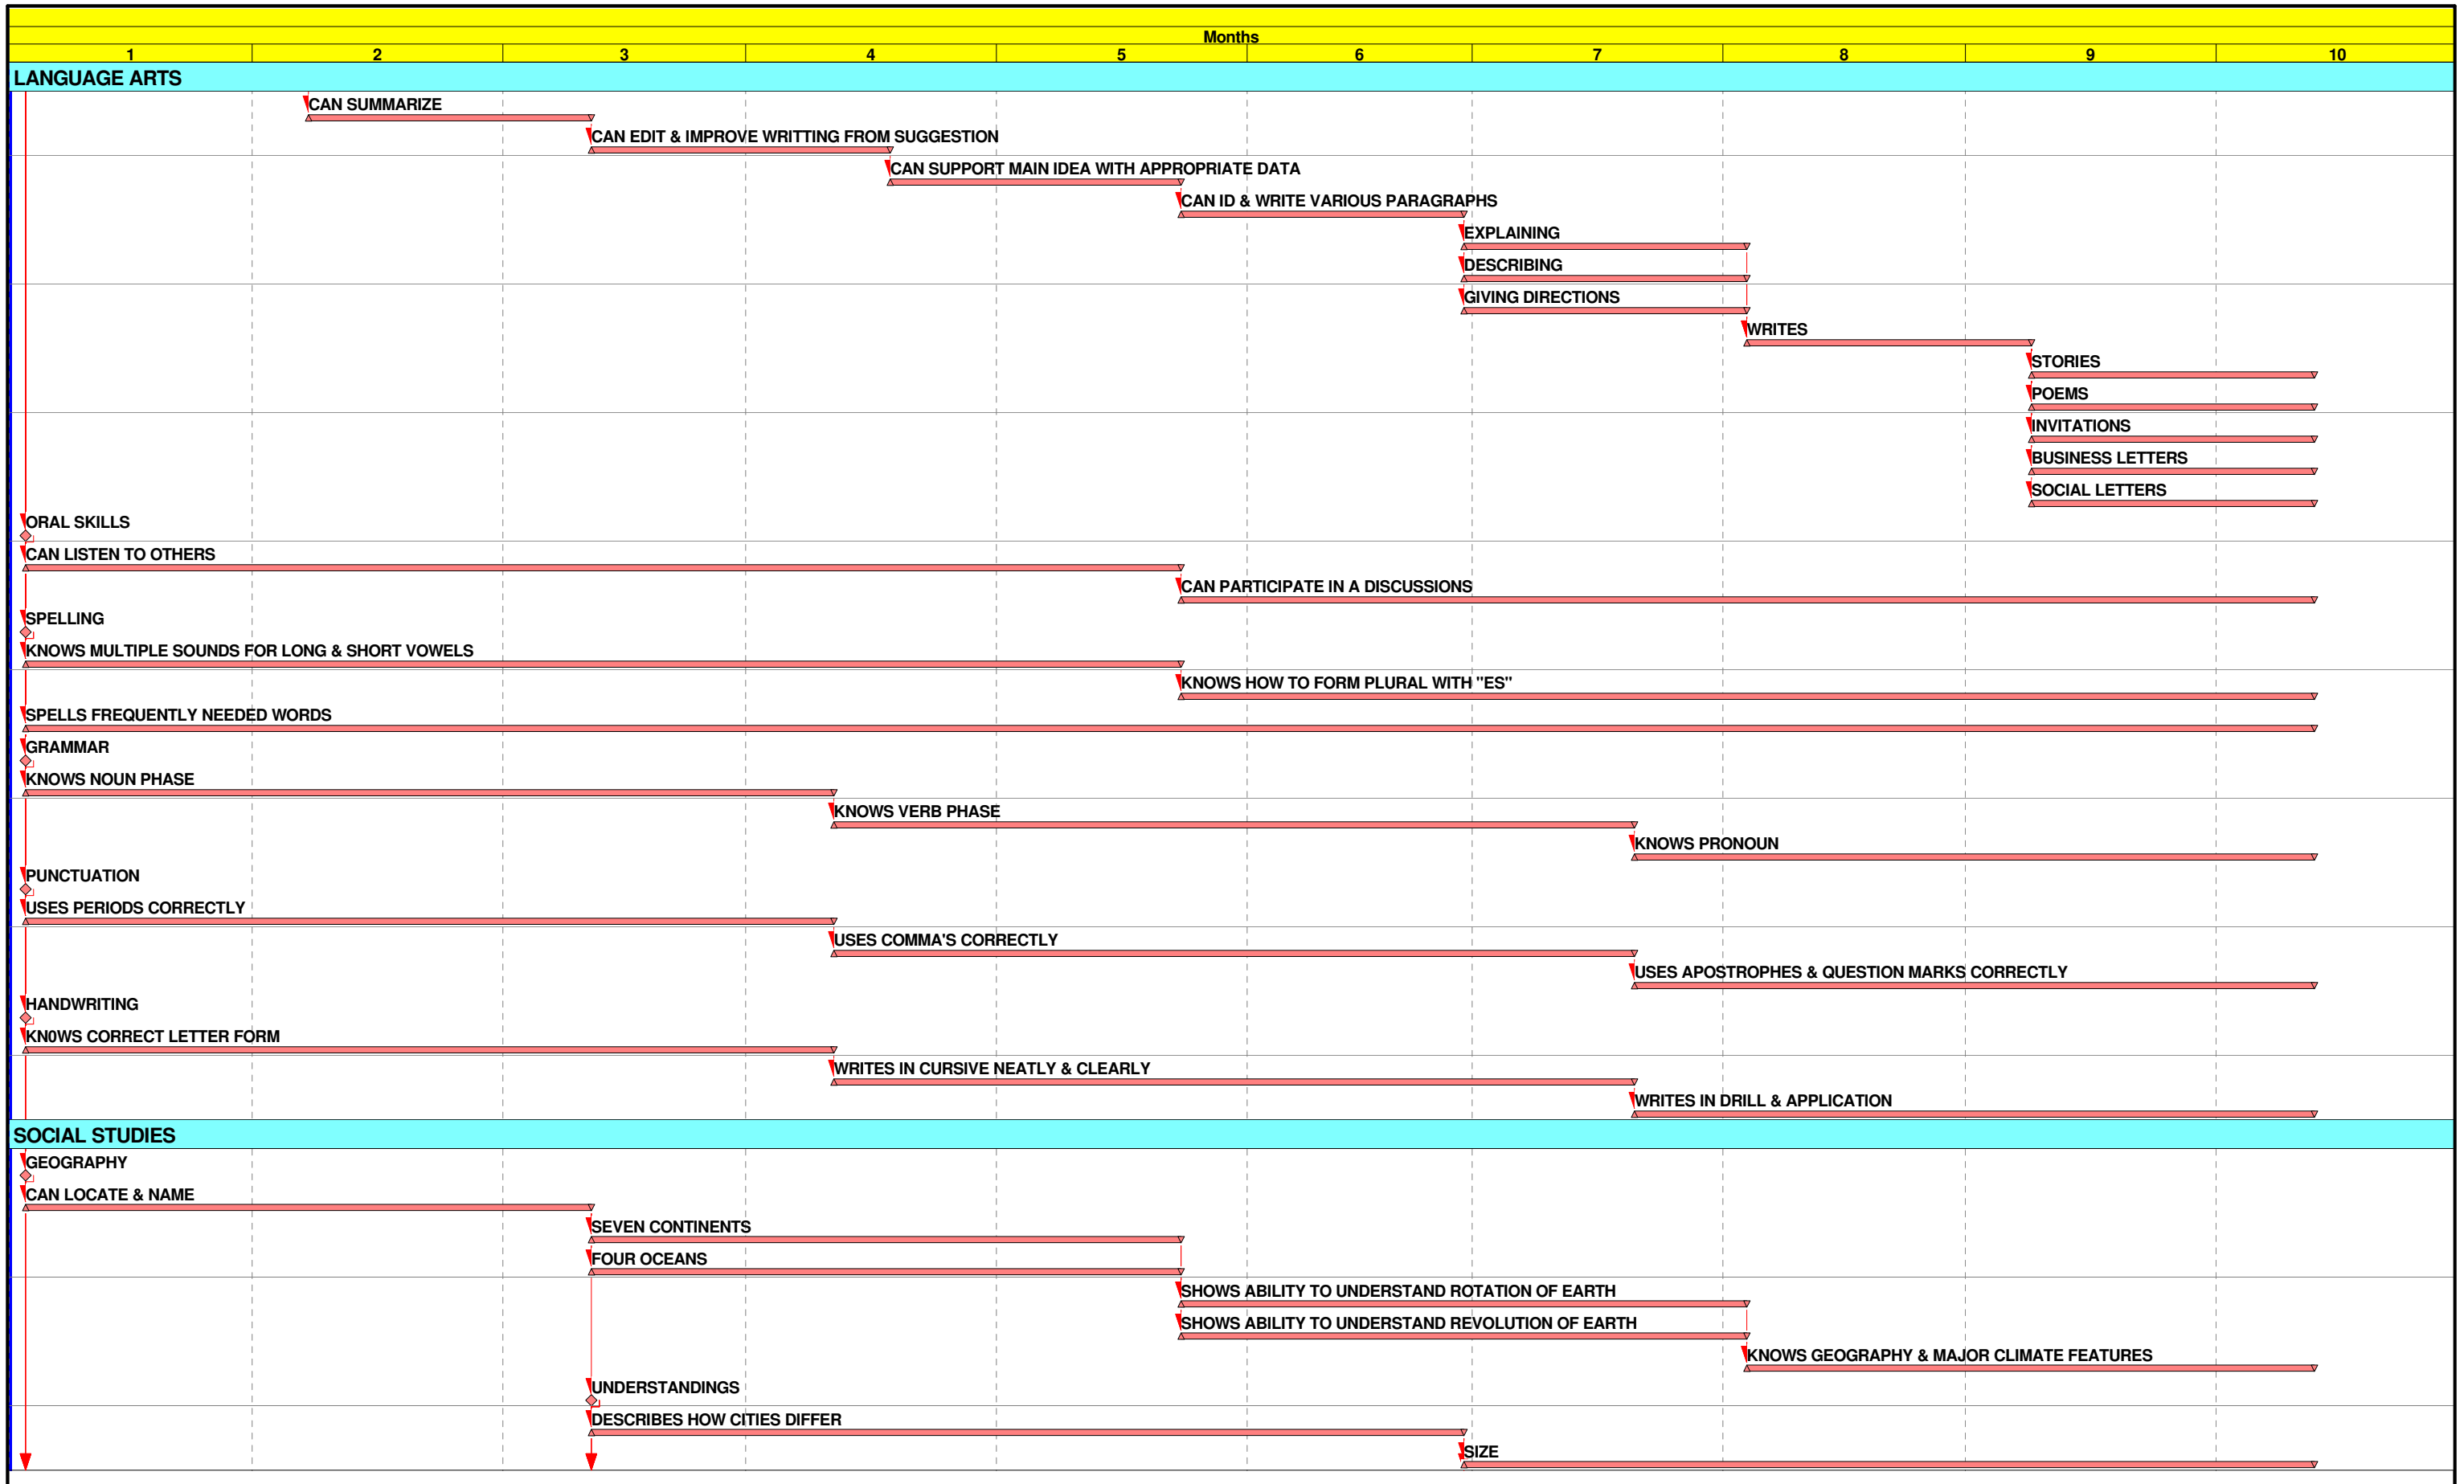 Months
1 2 3 4 5 6 7 8 9 10
LANGUAGE ARTS
CAN SUMMARIZE
CAN EDIT & IMPROVE WRITTING FROM SUGGESTION
CAN SUPPORT MAIN IDEA WITH APPROPRIATE DATA
CAN ID & WRITE VARIOUS PARAGRAPHS
EXPLAINING
DESCRIBING
GIVING DIRECTIONS
WRITES
STORIES
POEMS
INVITATIONS
BUSINESS LETTERS
SOCIAL LETTERS
ORAL SKILLS
CAN LISTEN TO OTHERS
CAN PARTICIPATE IN A DISCUSSIONS
SPELLING
KNOWS MULTIPLE SOUNDS FOR LONG & SHORT VOWELS
KNOWS HOW TO FORM PLURAL WITH "ES"
SPELLS FREQUENTLY NEEDED WORDS
GRAMMAR
KNOWS NOUN PHASE
KNOWS VERB PHASE
KNOWS PRONOUN
PUNCTUATION
USES PERIODS CORRECTLY
USES COMMA'S CORRECTLY
USES APOSTROPHES & QUESTION MARKS CORRECTLY
HANDWRITING
KN0WS CORRECT LETTER FORM
WRITES IN CURSIVE NEATLY & CLEARLY
WRITES IN DRILL & APPLICATION
SOCIAL STUDIES
GEOGRAPHY
CAN LOCATE & NAME
SEVEN CONTINENTS
FOUR OCEANS
SHOWS ABILITY TO UNDERSTAND ROTATION OF EARTH
SHOWS ABILITY TO UNDERSTAND REVOLUTION OF EARTH
KNOWS GEOGRAPHY & MAJOR CLIMATE FEATURES
UNDERSTANDINGS
DESCRIBES HOW CITIES DIFFER
SIZE